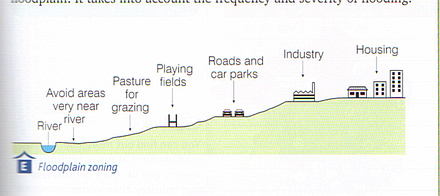 floodplain. It takes into account the frequency and severity of flooding.
River
Avoid areas
very near
river
Pasture
for
grazing
Playing
fields
Roads and
car parks
Industry
Housing
E Floodplain zoning